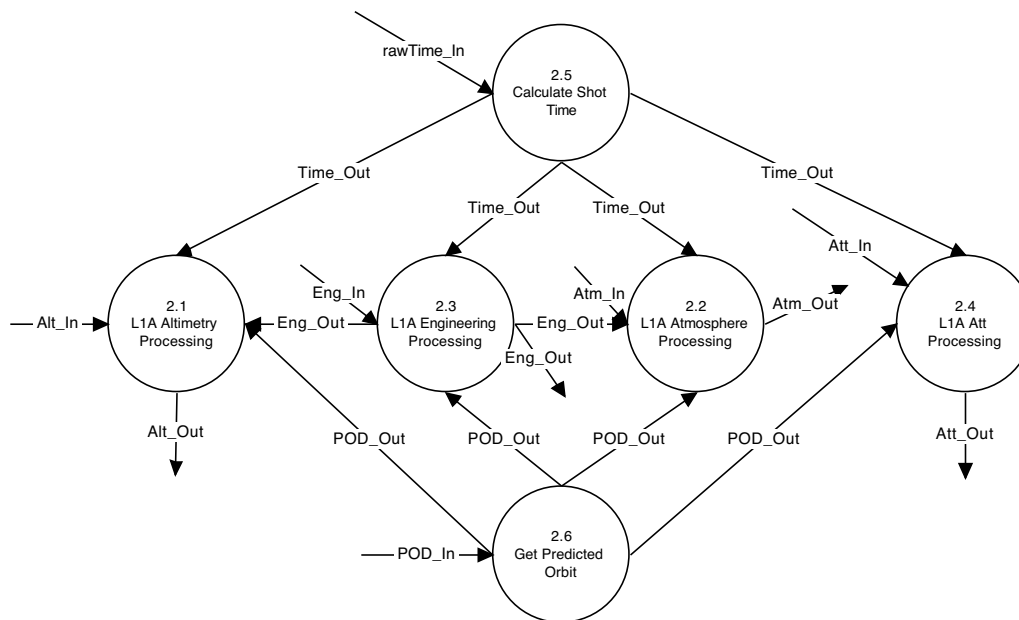 rawTime_In
2.5
Calculate Shot
Time
Time_Out
Time_Out
Time_Out
Time_Out
Att_In
Eng_In
Atm_In
Atm_Out
2.1
L1A Altimetry
Processing
2.3
L1A Engineering
Processing
2.2
L1A Atmosphere
Processing
2.4
L1A Att
Processing
Alt_In
Eng_Out
Eng_Out
Eng_Out
Alt_Out
POD_Out
POD_Out
POD_Out
POD_Out
Att_Out
POD_In
2.6
Get Predicted
Orbit